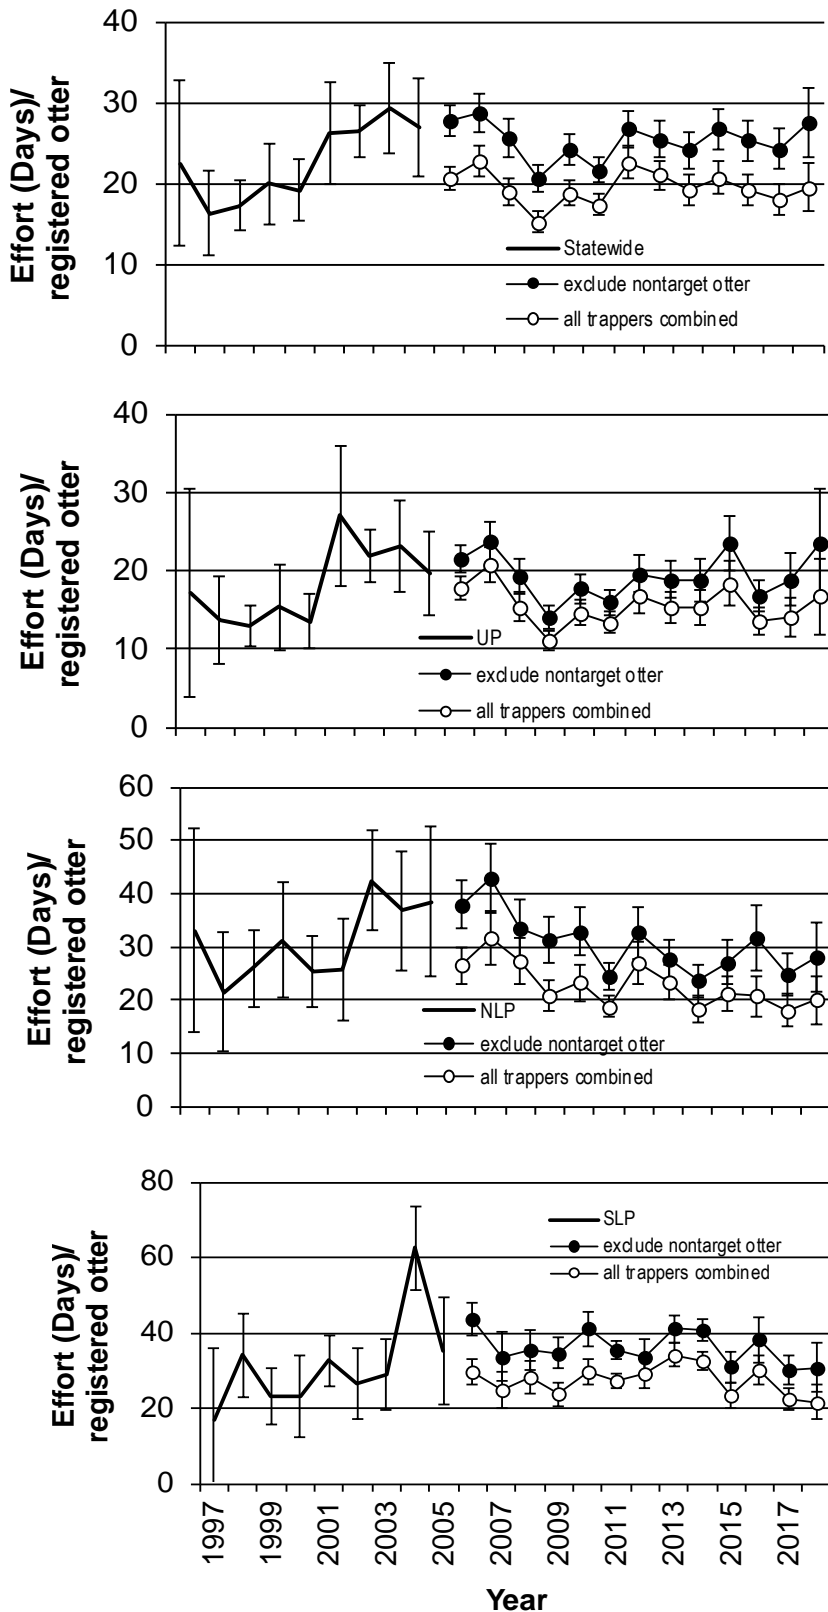 Effort (Days)/
registered otter
40
30
20
10
0
Statewide
exclude nontarget otter
all trappers combined
Effort (Days)/
registered otter
40
30
20
10
0
UP
exclude nontarget otter
all trappers combined
Effort (Days)/
registered otter
60
50
40
30
20
10
0
NLP
exclude nontarget otter
all trappers combined
Effort (Days)/
registered otter
80
60
40
20
0
SLP
exclude nontarget otter
all trappers combined
1997
1999
2001
2003
2005
2007
2009
2011
2013
2015
2017
Year